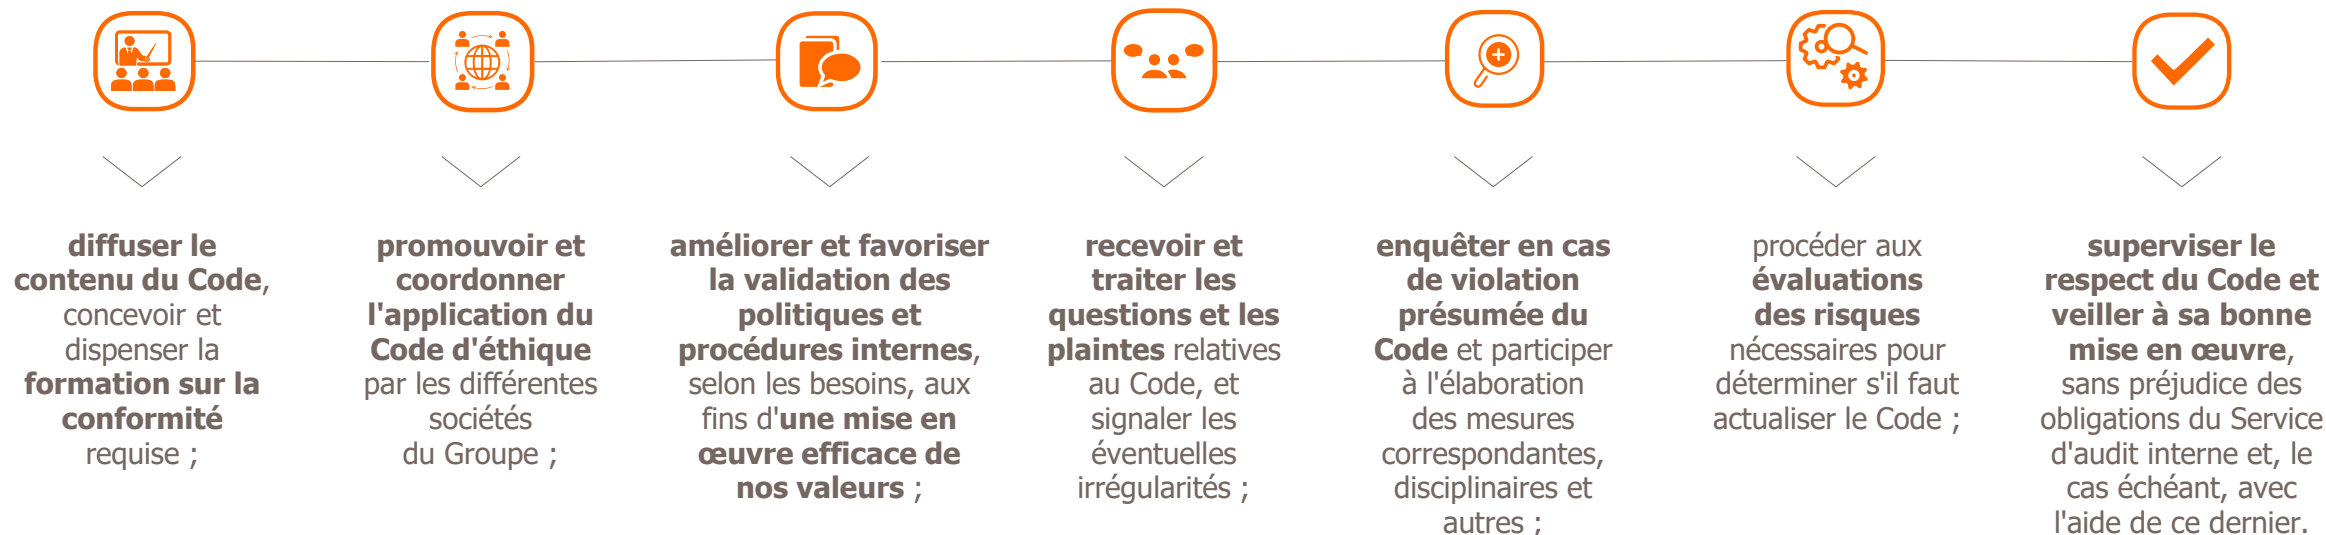 diffuser le
contenu du Code,
concevoir et
dispenser la
formation sur la
conformité
requise ;
promouvoir et
coordonner
l'application du
Code d'éthique
par les différentes
sociétés
du Groupe ;
améliorer et favoriser
la validation des
politiques et
procédures internes,
selon les besoins, aux
fins d'une mise en
œuvre efficace de
nos valeurs ;
recevoir et
traiter les
questions et les
plaintes relatives
au Code, et
signaler les
éventuelles
irrégularités ;
enquêter en cas
de violation
présumée du
Code et participer
à l'élaboration
des mesures
correspondantes,
disciplinaires et
autres ;
procéder aux
évaluations
des risques
nécessaires pour
déterminer s'il faut
actualiser le Code ;
superviser le
respect du Code et
veiller à sa bonne
mise en œuvre,
sans préjudice des
obligations du Service
d'audit interne et, le
cas échéant, avec
l'aide de ce dernier.